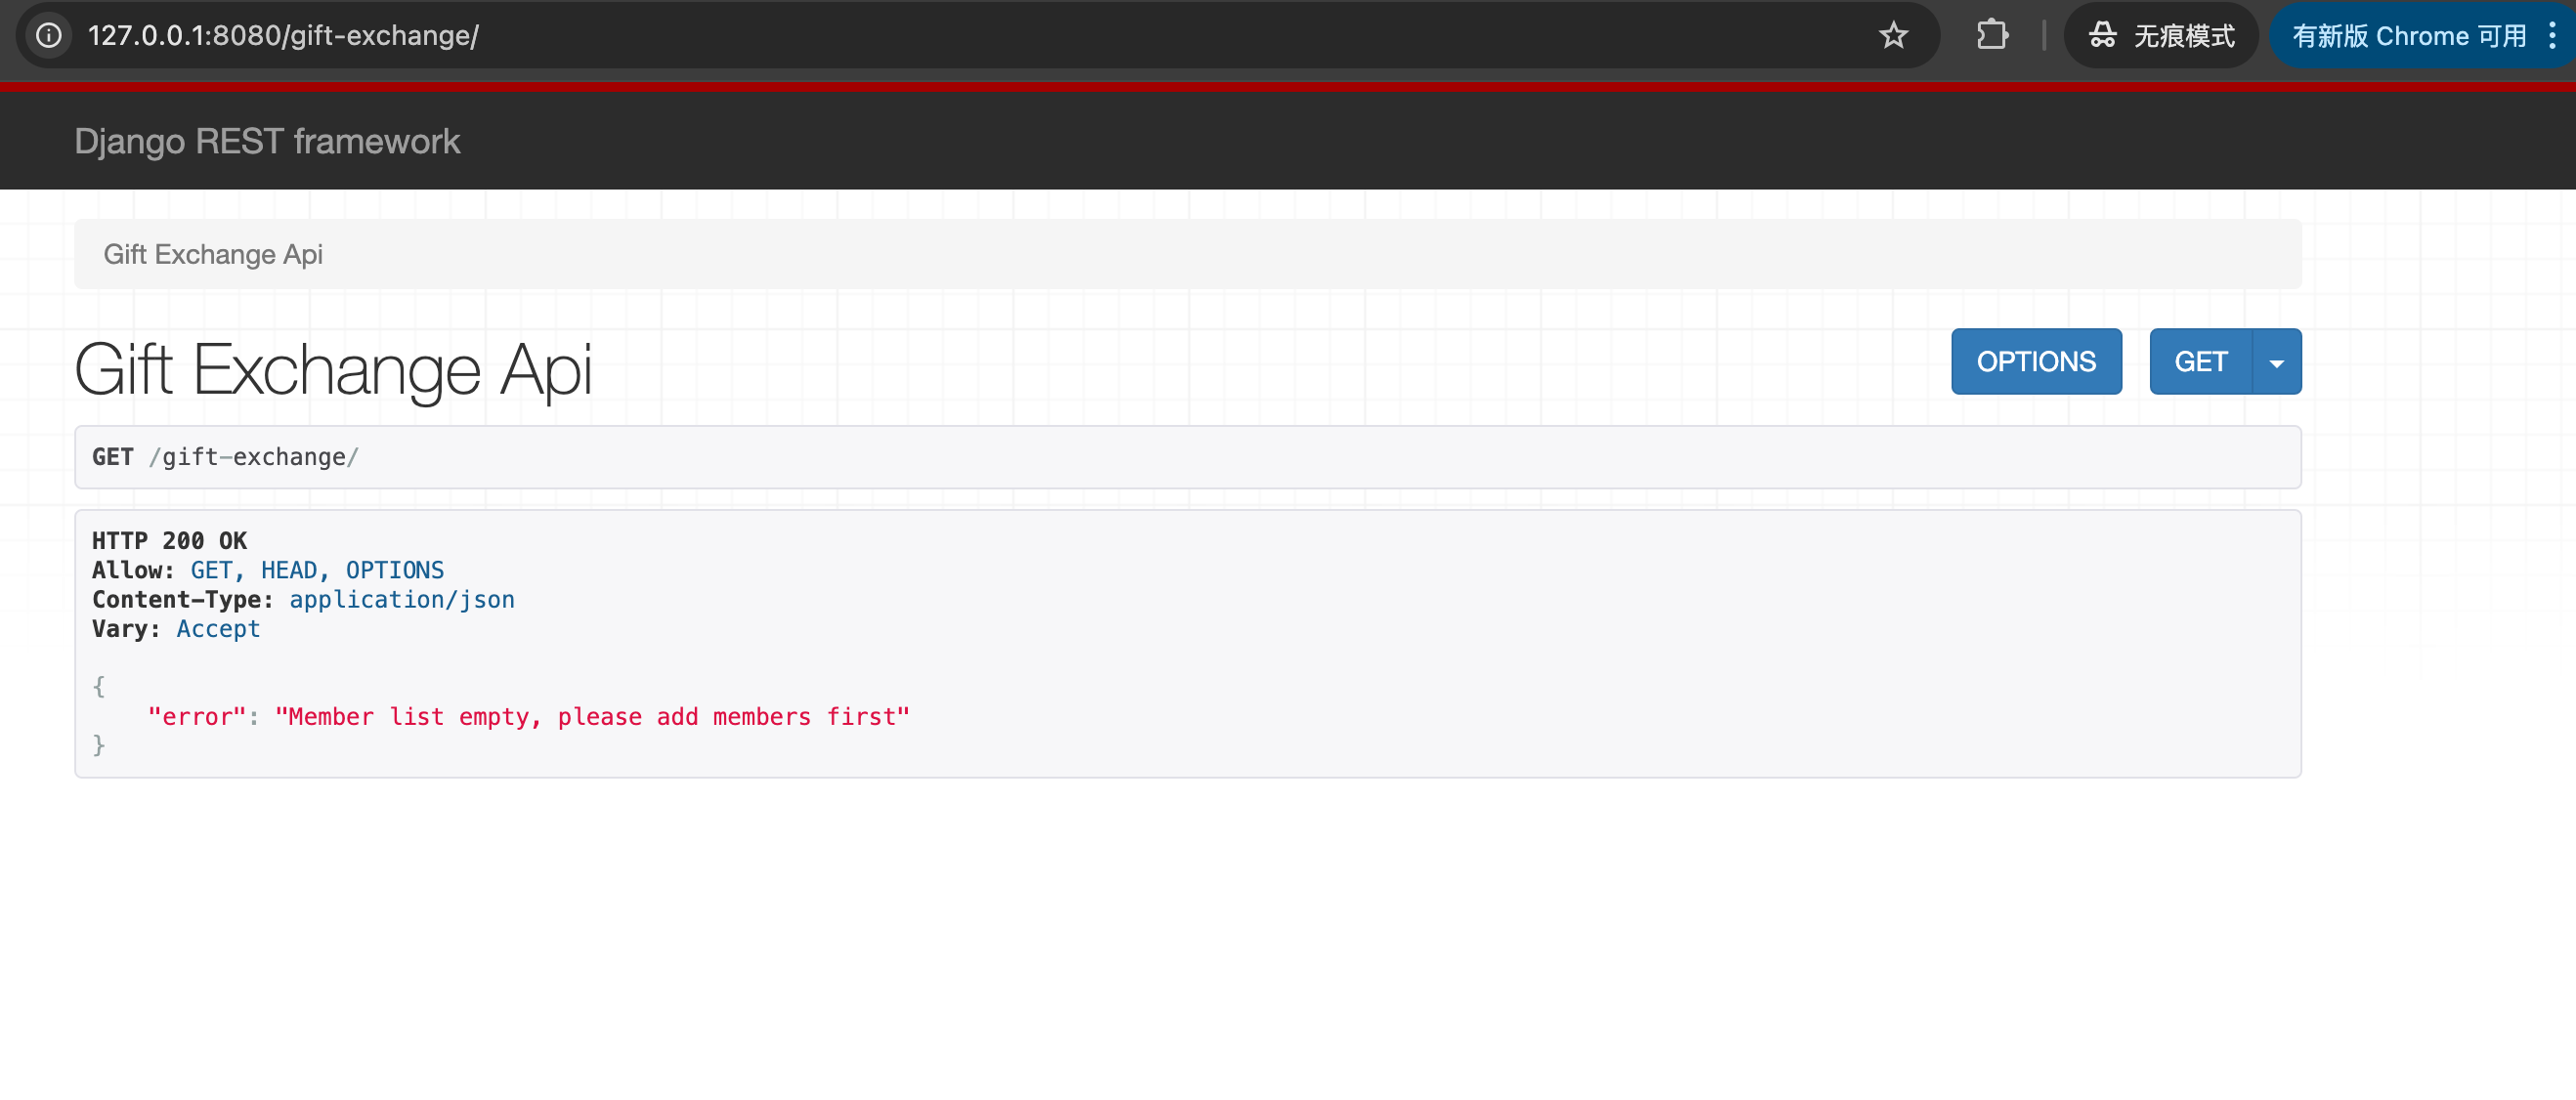 127.0.0.1:8080/gift-exchange/
无痕模式
有新版 Chrome 可用
Django REST framework
Gift Exchange Api
Gift Exchange Api
OPTIONS
GET
GET /gift-exchange/
HTTP 200 OK
Allow: GET, HEAD, OPTIONS
Content-Type: application/json
Vary: Accept
{
    "error": "Member list empty, please add members first"
}